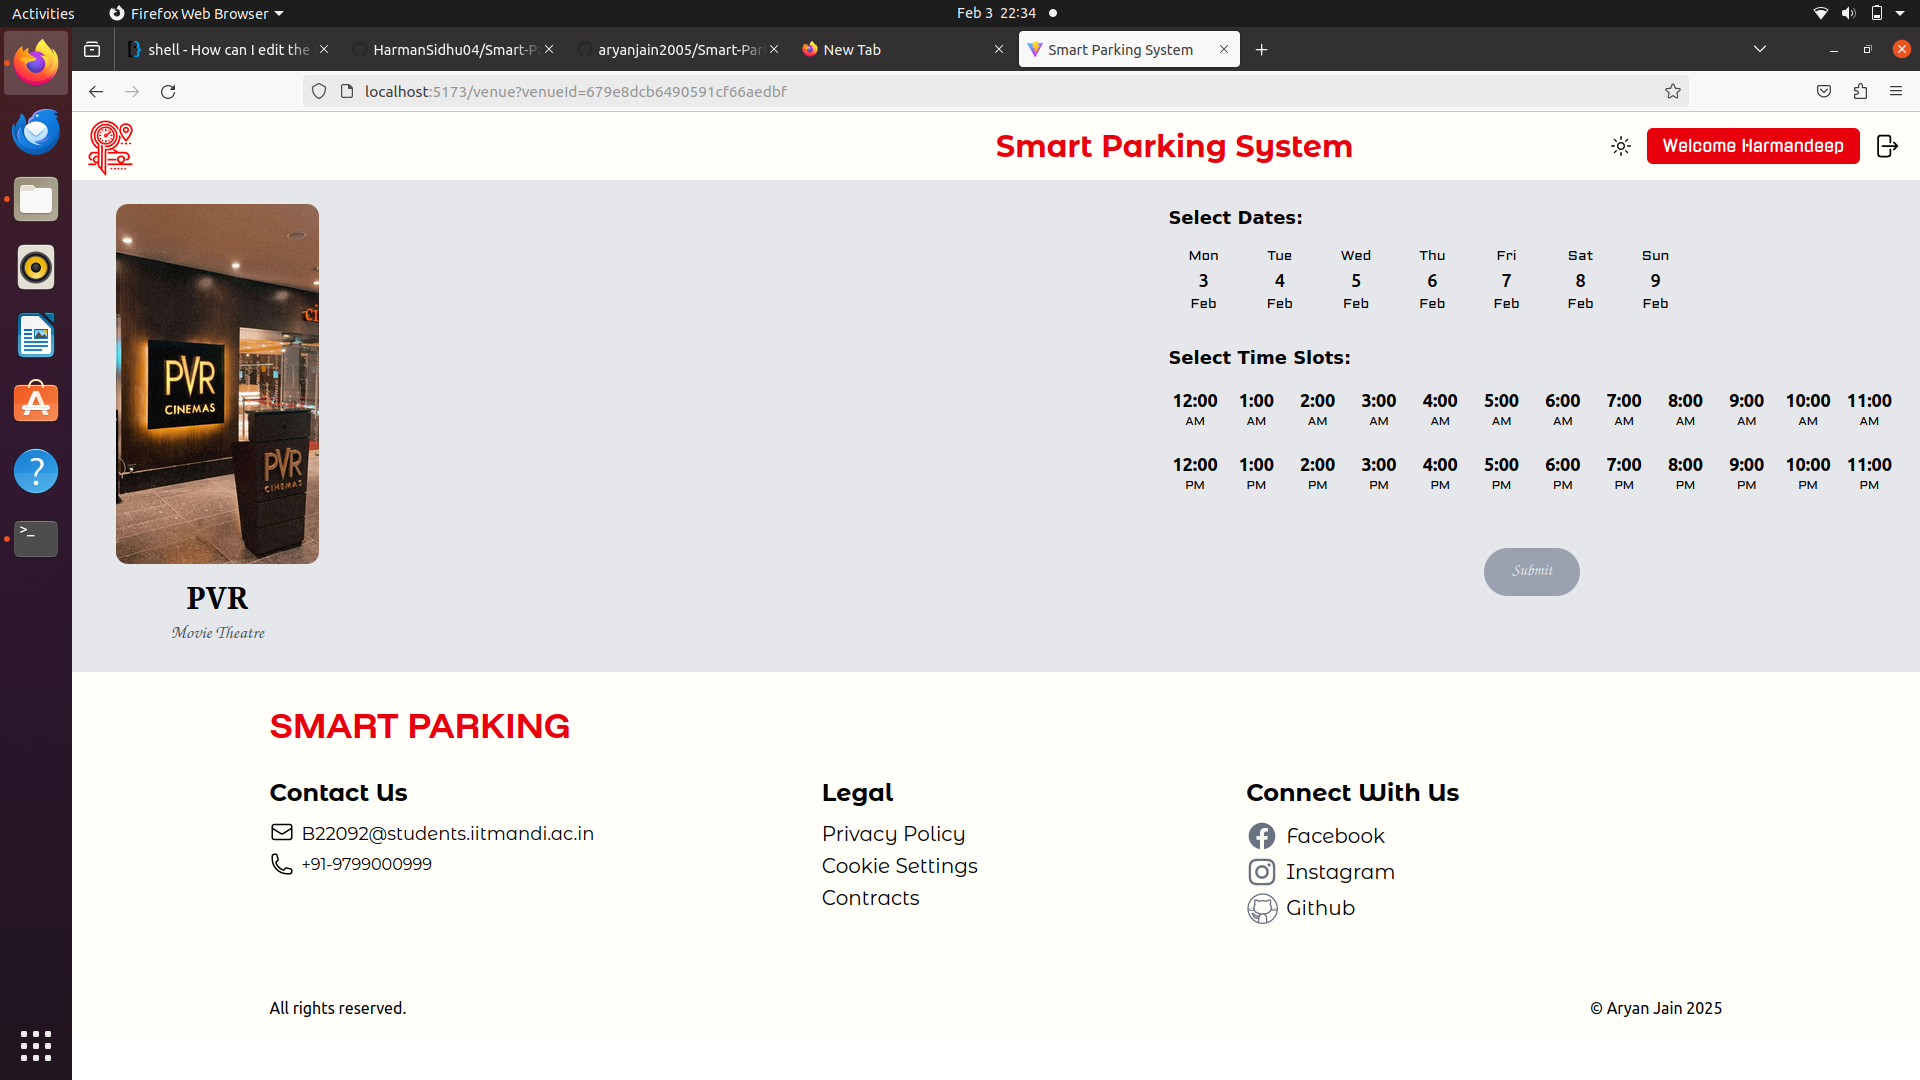 Activities
Firefox Web Browser
Feb 3 22:34
shell - How can I edit the
HarmanSidhu04/Smart-Pa
aryanjain2005/Smart-Park
New Tab
Smart Parking System
localhost:5173/venue?venueId=679e8dcb6490591cf66aedbf
Smart Parking System
Welcome Harmandeep
PVR
CINEMAS
PVR
CINEMAS
PVR
Movie Theatre
Select Dates:
Mon Tue Wed Thu Fri Sat Sun
3 4 5 6 7 8 9
Feb Feb Feb Feb Feb Feb Feb
Select Time Slots:
12:00 1:00 2:00 3:00 4:00 5:00 6:00 7:00 8:00 9:00 10:00 11:00
AM AM AM AM AM AM AM AM AM AM AM AM
12:00 1:00 2:00 3:00 4:00 5:00 6:00 7:00 8:00 9:00 10:00 11:00
PM PM PM PM PM PM PM PM PM PM PM PM
Submit
SMART PARKING
Contact Us
B22092@students.iitmandi.ac.in
+91-9799000999
Legal
Privacy Policy
Cookie Settings
Contracts
Connect With Us
Facebook
Instagram
Github
All rights reserved.
© Aryan Jain 2025